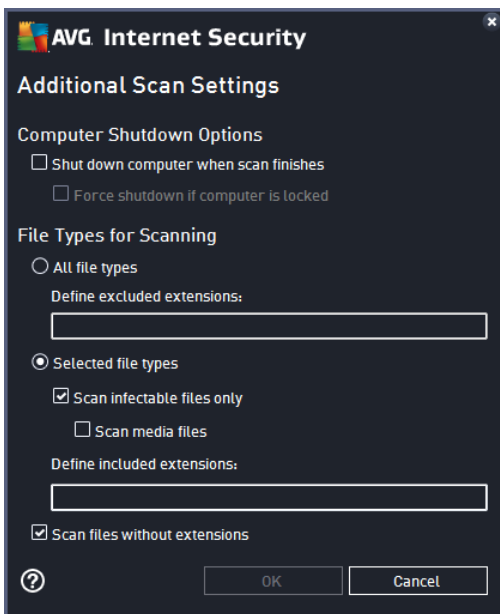 AVG. Internet Security
Additional Scan Settings
Computer Shutdown Options
Shut down computer when scan finishes
Force shutdown if computer is locked
File Types for Scanning
All file types
Define excluded extensions:
Selected file types
Scan infectable files only
Scan media files
Define included extensions:
Scan files without extensions
? OK Cancel